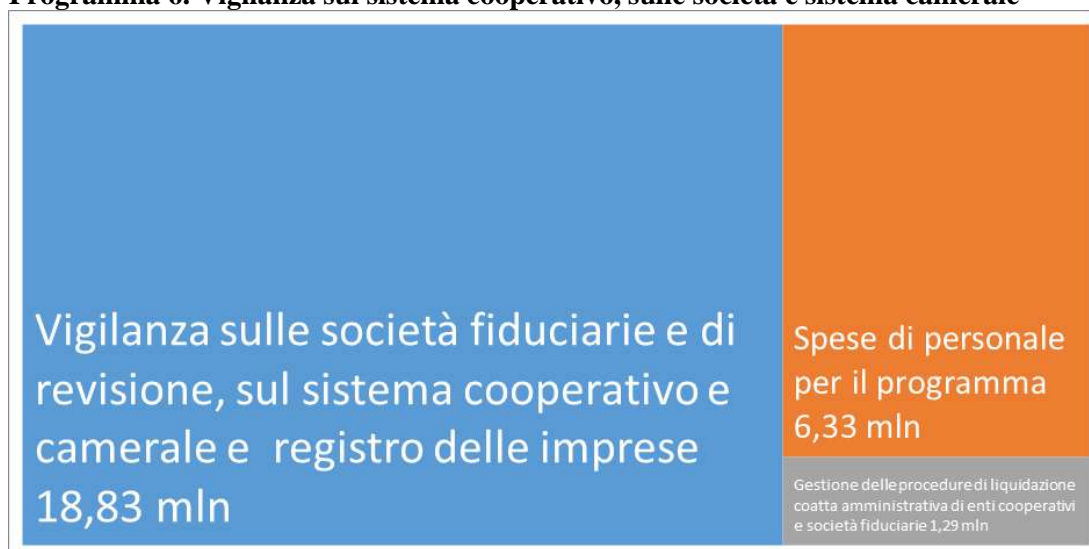 Programma 6: Vigilanza sul sistema cooperativo, sulle società e sistema camerale
Vigilanza sulle società fiduciarie e di
revisione, sul sistema cooperativo e
camerale e registro delle imprese
18,83 mln
Spese di personale
per il programma
6,33 mln
Gestione delle procedure di liquidazione
coatta amministrativa di enti cooperativi
e società fiduciarie 1,29 mln